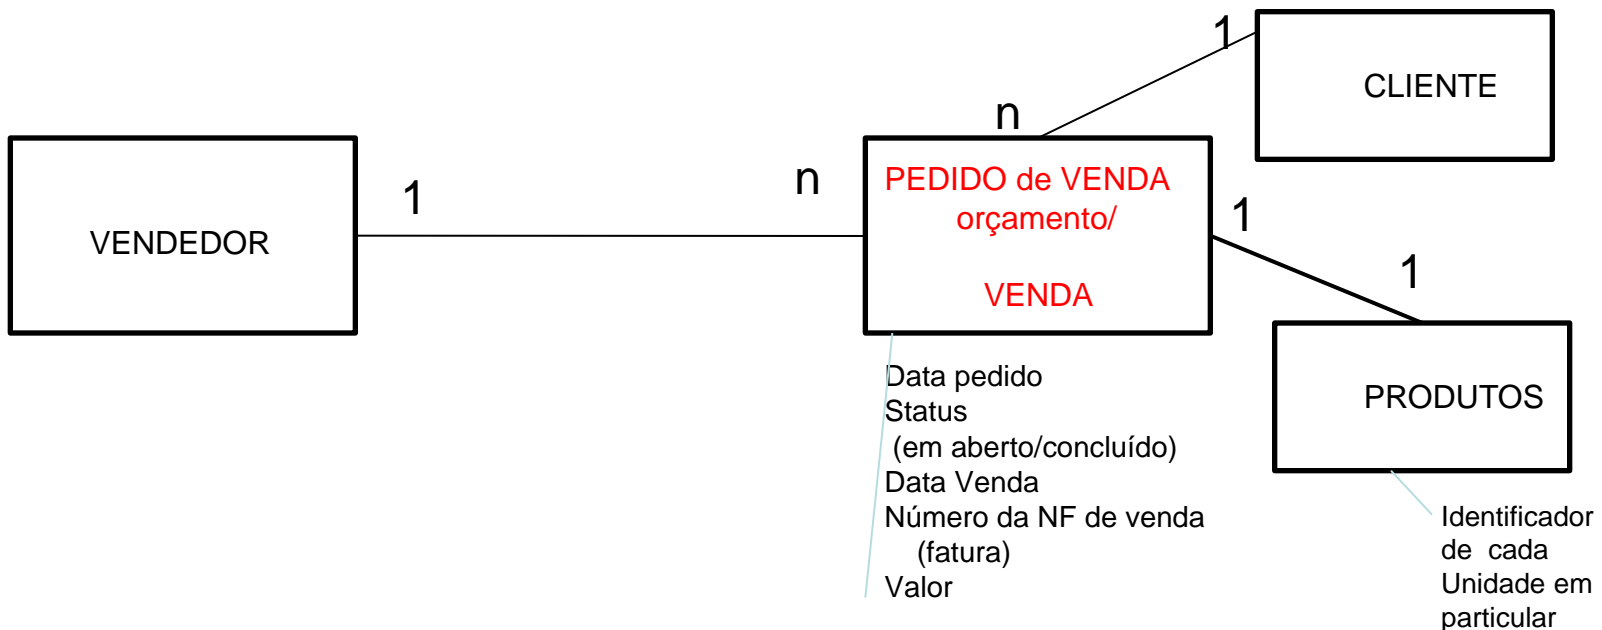 1
CLIENTE
n
VENDEDOR
1
n
PEDIDO de VENDA
orçamento/
VENDA
1
1
PRODUTOS
Data pedido
Status
(em aberto/concluído)
Data Venda
Número da NF de venda
(fatura)
Valor
Identificador
de cada
Unidade em
particular